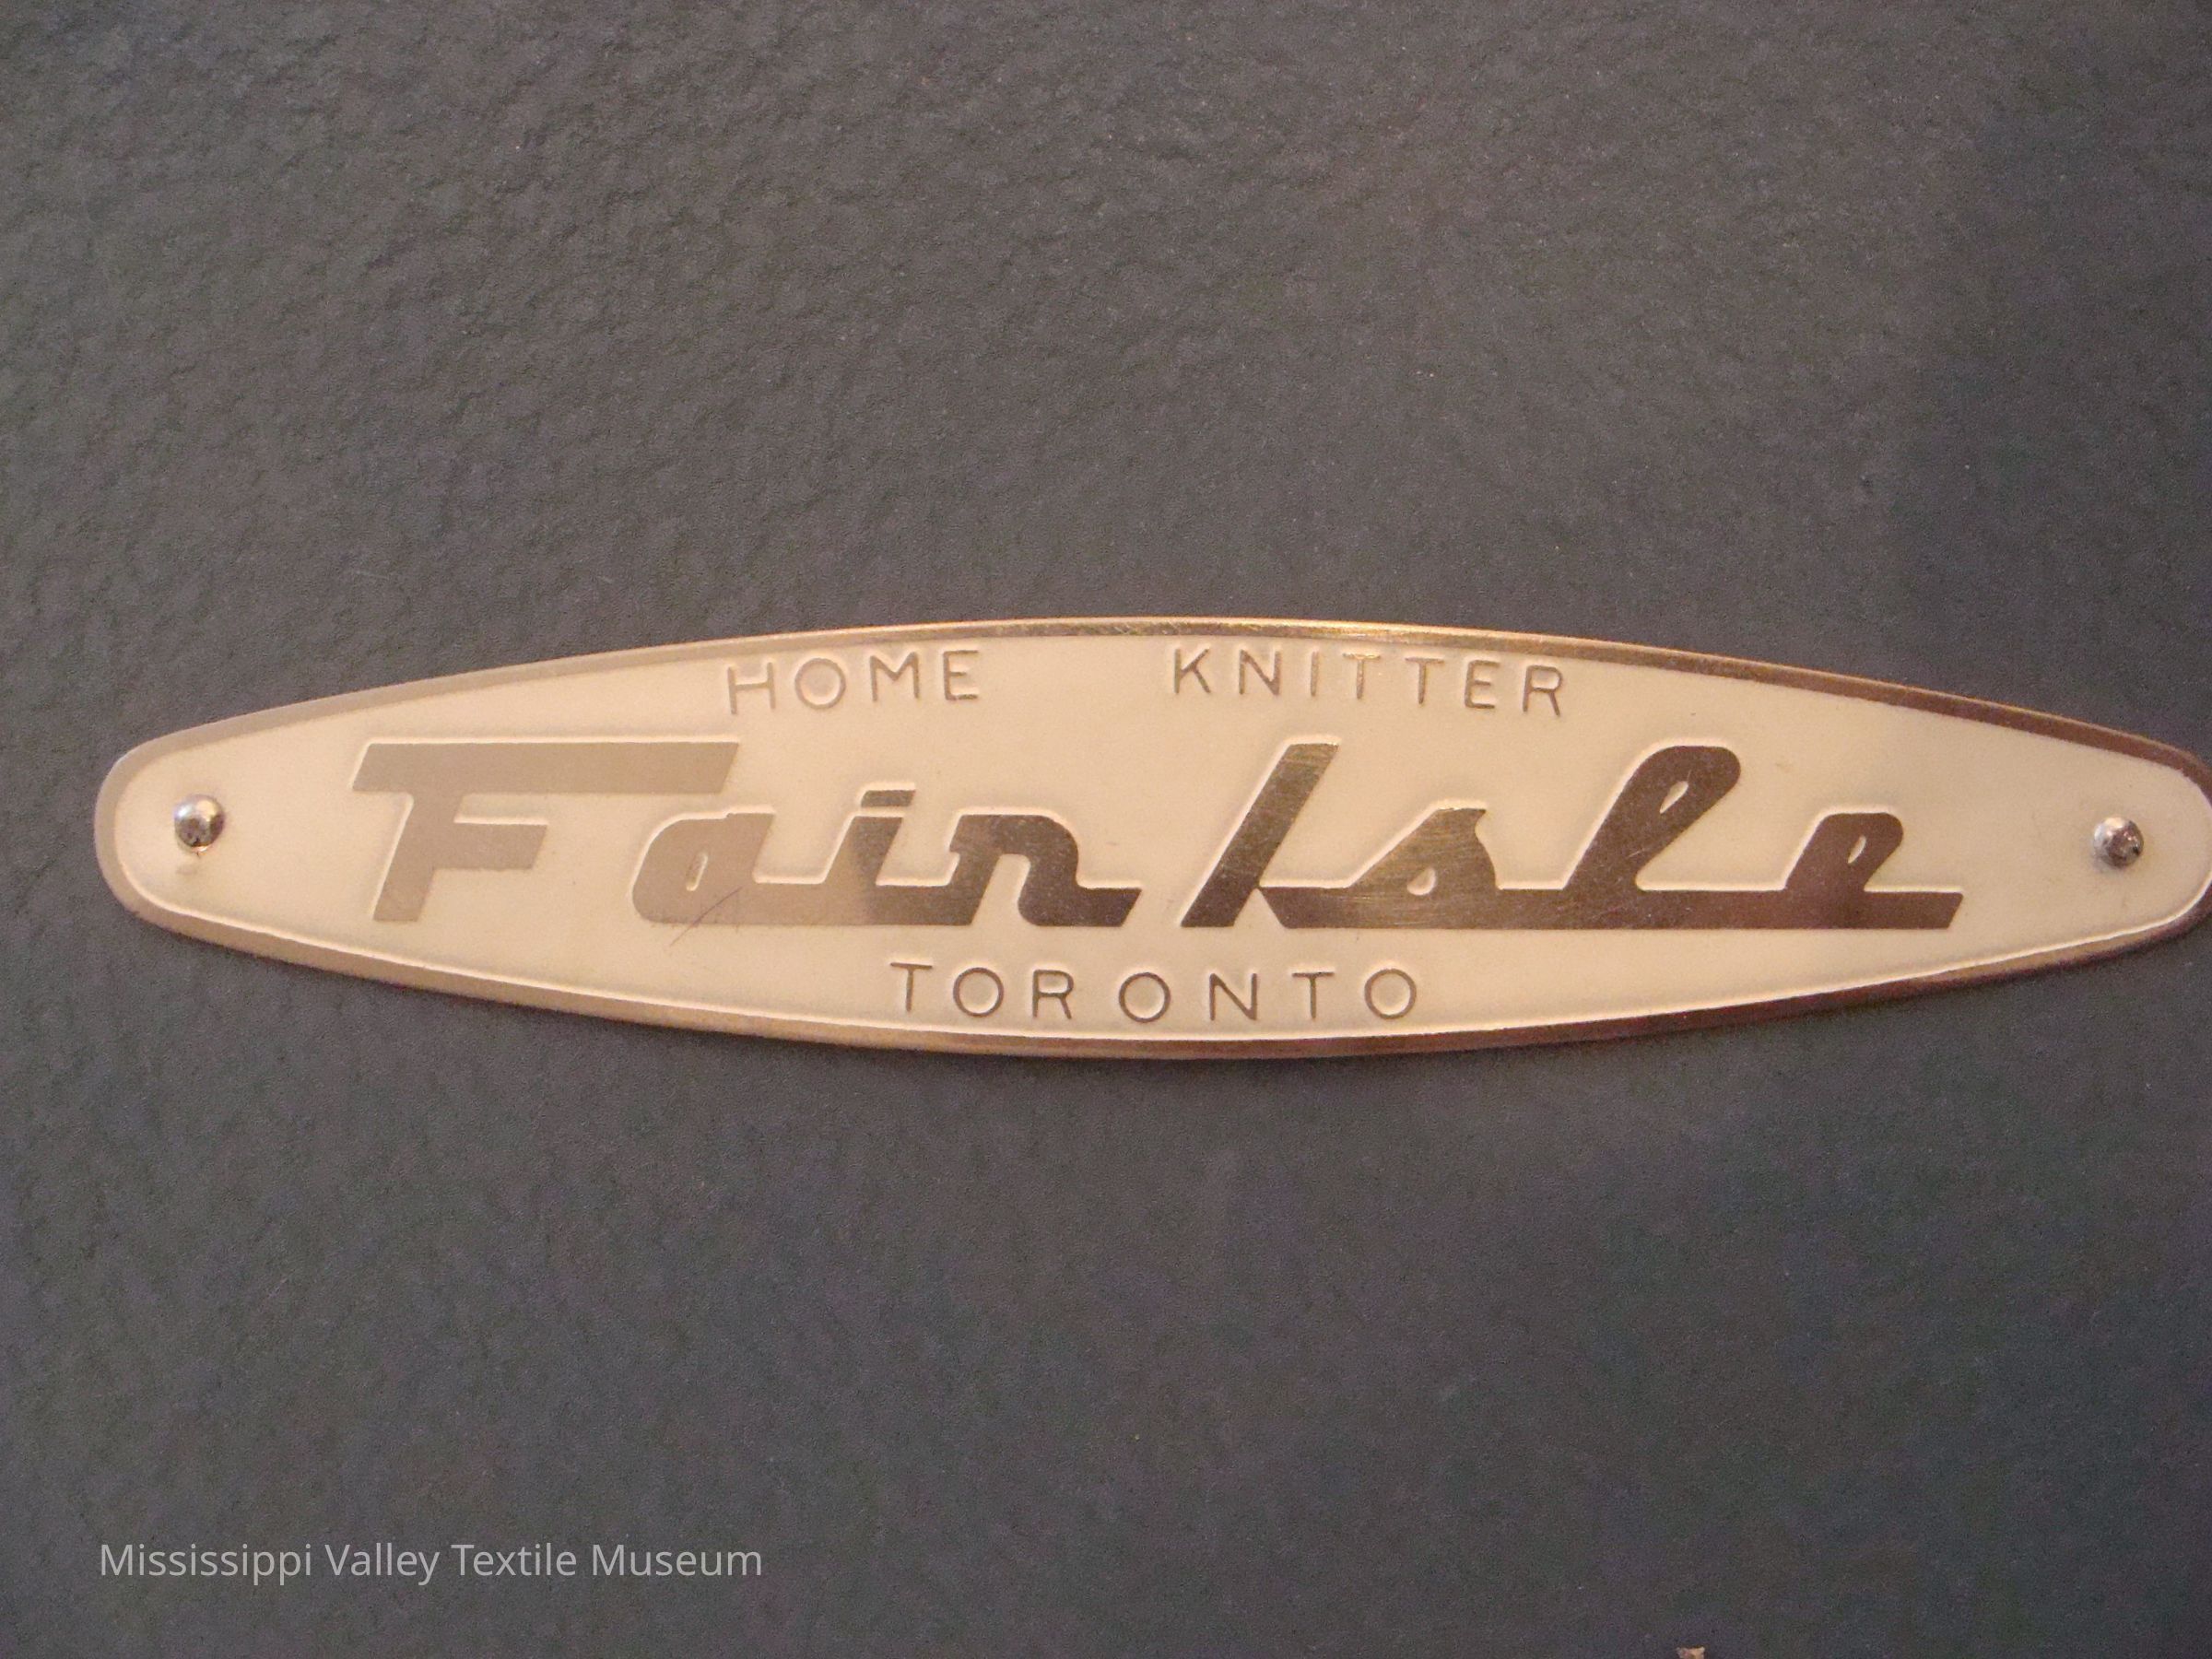 HOME KNITTER
Fair Isle
TORONTO
Mississippi Valley Textile Museum